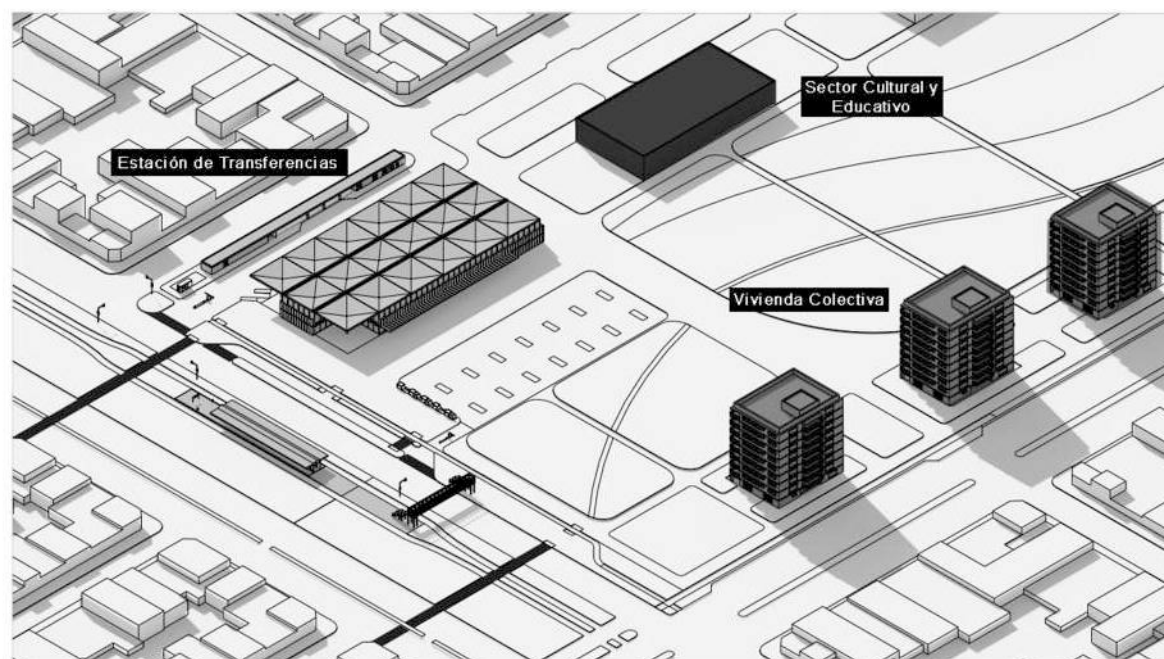 Sector Cultural y
Educativo
Estación de Transferencias
Vivienda Colectiva